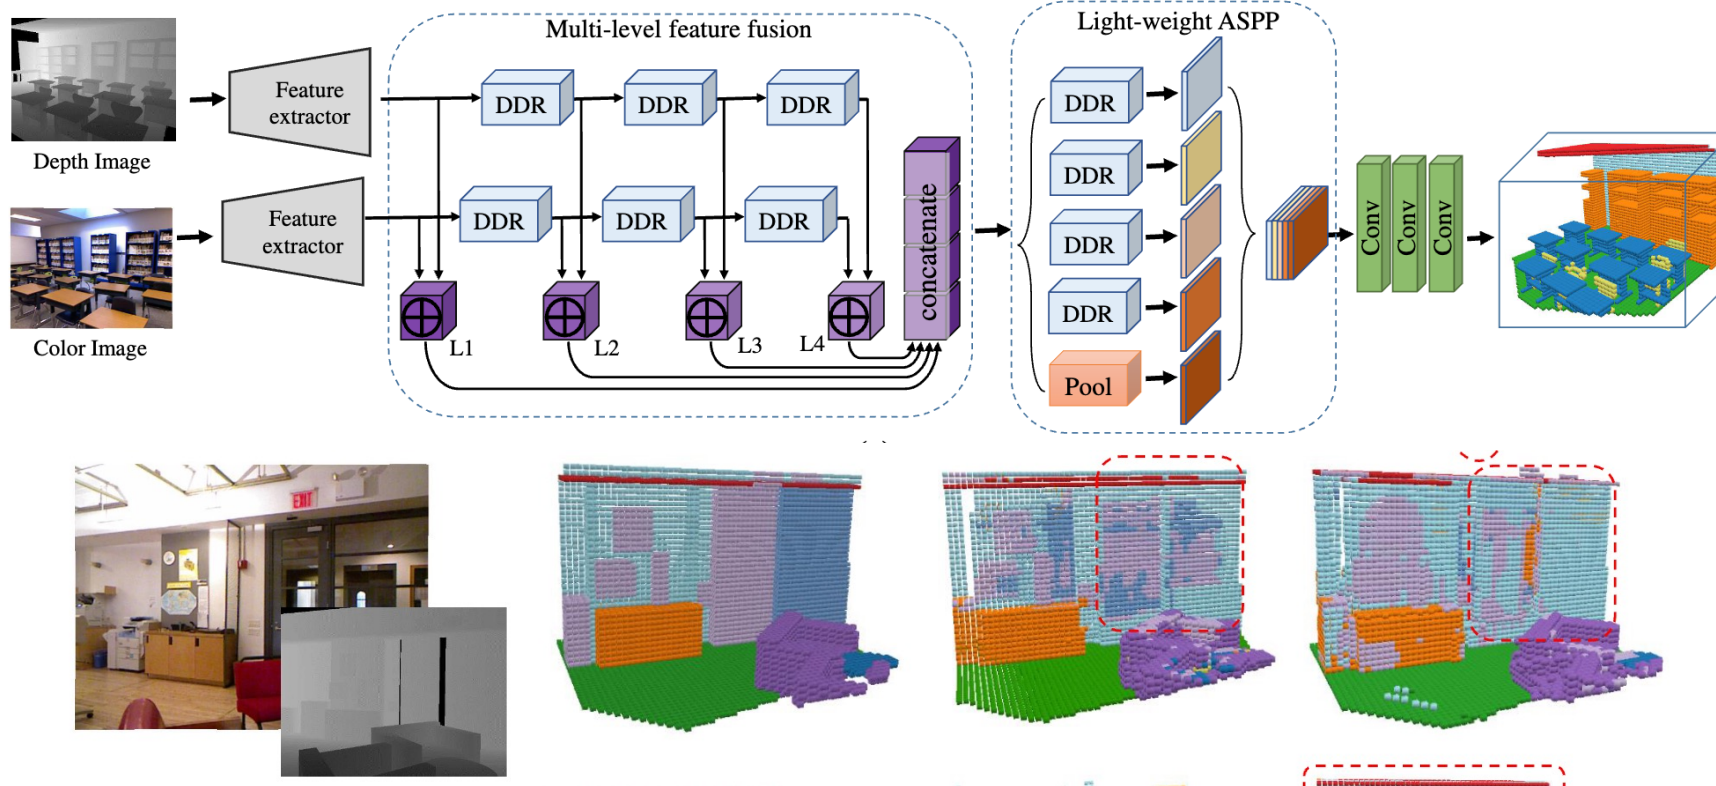 Multi-level feature fusion
Light-weight ASPP
Feature
extractor
DDR
DDR
DDR
DDR
Depth Image
DDR
Feature
extractor
DDR
DDR
DDR
concatenate
DDR
Conv
Conv
Conv
DDR
Color Image
L1
L2
L3
L4
Pool
EXIT